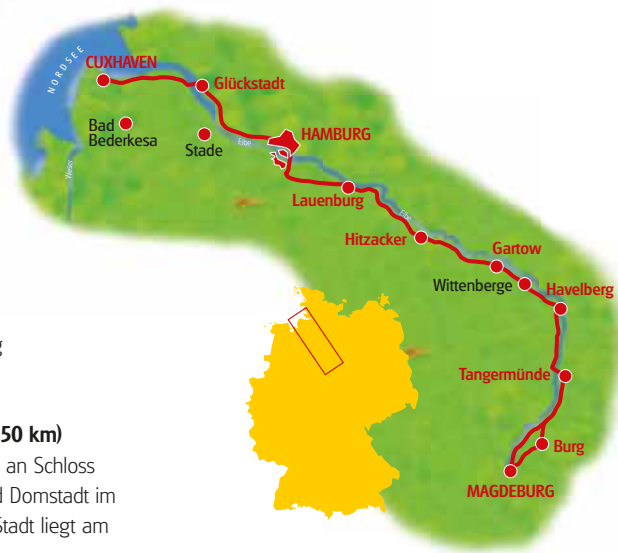 NORDSEE
CUXHAVEN
Glückstadt
Bad
Bederkesa
Stade
Elbe
HAMBURG
Weser
Lauenburg
Elbe
Hitzacker
Gartow
Wittenberge
Havelberg
Tangermünde
Burg
MAGDEBURG
g
50 km)
an Schloss
d Domstadt im
Stadt liegt am